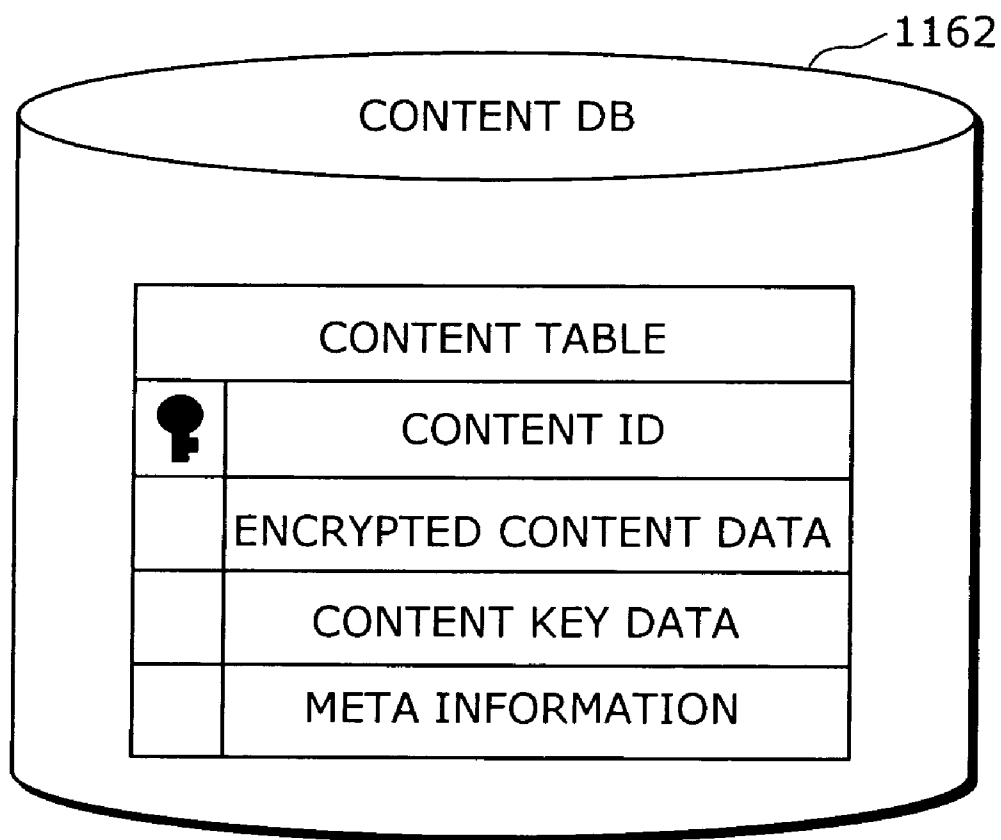 1162
CONTENT DB
CONTENT TABLE
CONTENT ID
ENCRYPTED CONTENT DATA
CONTENT KEY DATA
META INFORMATION